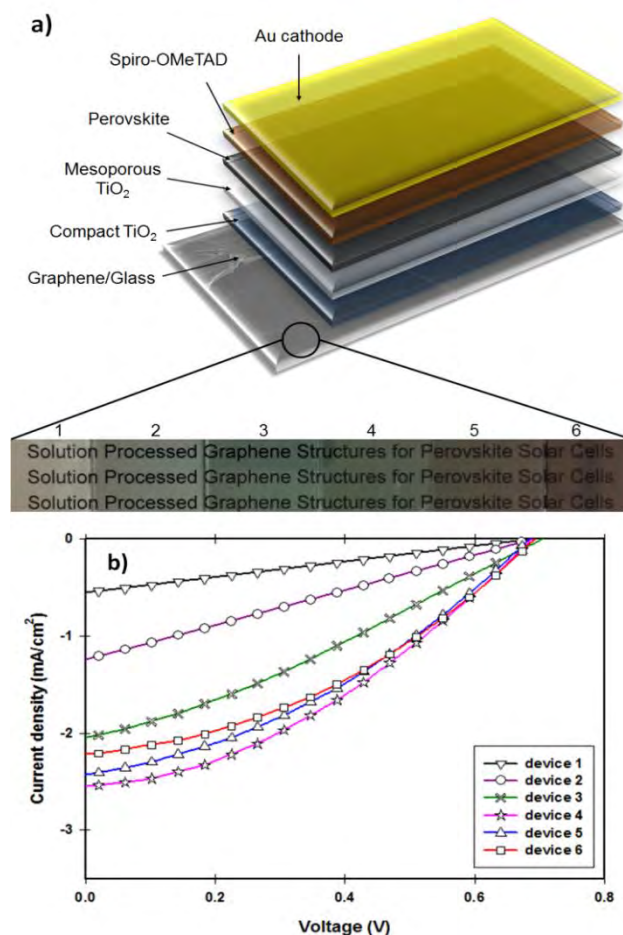 a)
Au cathode
Spiro-OMeTAD
Perovskite
Mesoporous
TiO2
Compact TiO2
Graphene/Glass
1 2 3 4 5 6
Solution Processed Graphene Structures for Perovskite Solar Cells
Solution Processed Graphene Structures for Perovskite Solar Cells
Solution Processed Graphene Structures for Perovskite Solar Cells
b)
0
-1
-2
-3
Current density (mA/cm2)
device 1
device 2
device 3
device 4
device 5
device 6
0.0 0.2 0.4 0.6 0.8
Voltage (V)